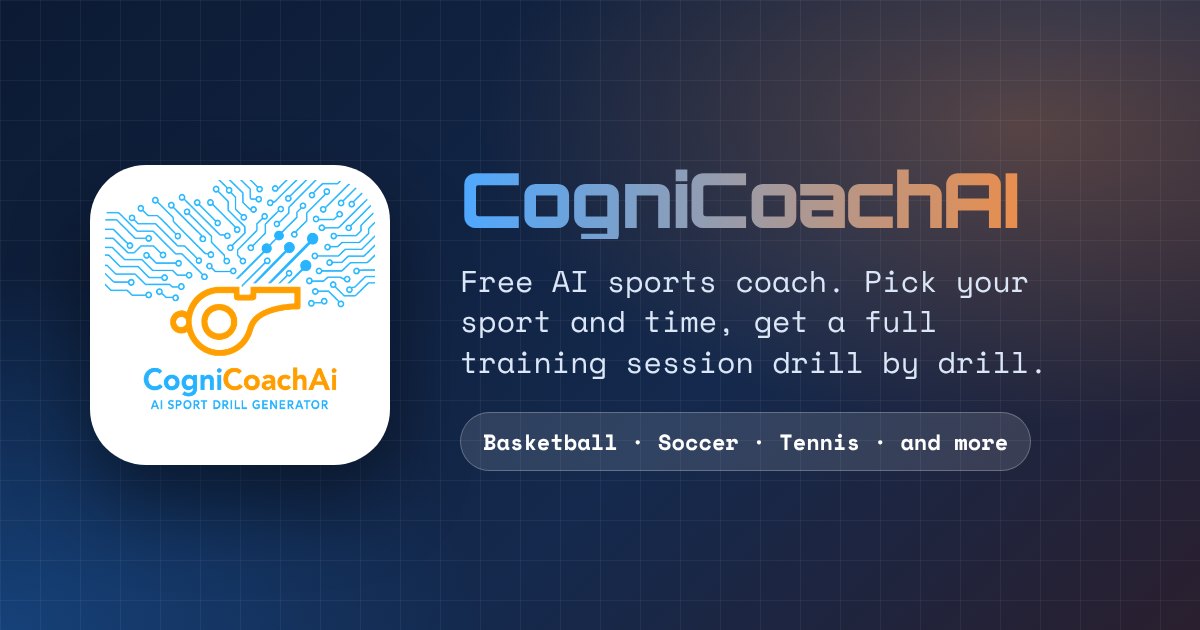 CogniCoachAi
AI SPORT DRILL GENERATOR
CogniCoachAI
Free AI sports coach. Pick your
sport and time, get a full
training session drill by drill.
Basketball · Soccer · Tennis · and more